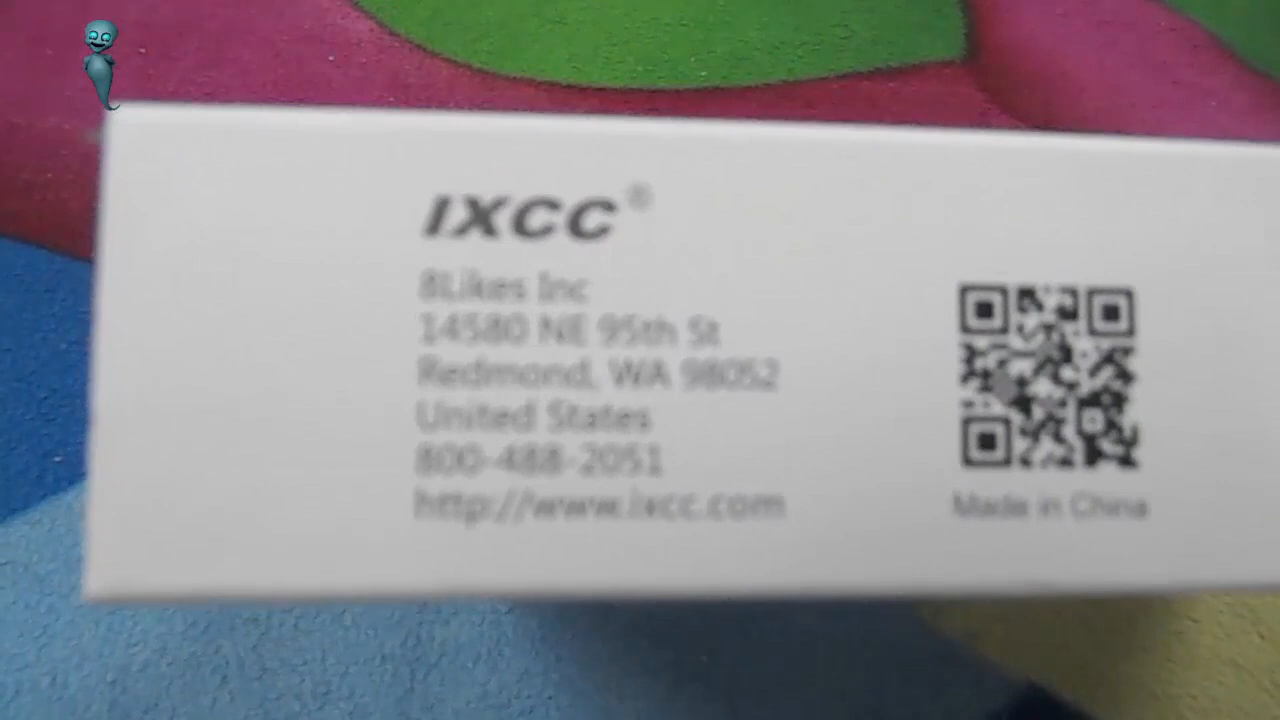 IXCC®
8Likes Inc
14580 NE 95th St
Redmond, WA 98052
United States
800-488-2051
http://www.ixcc.com
Made in China